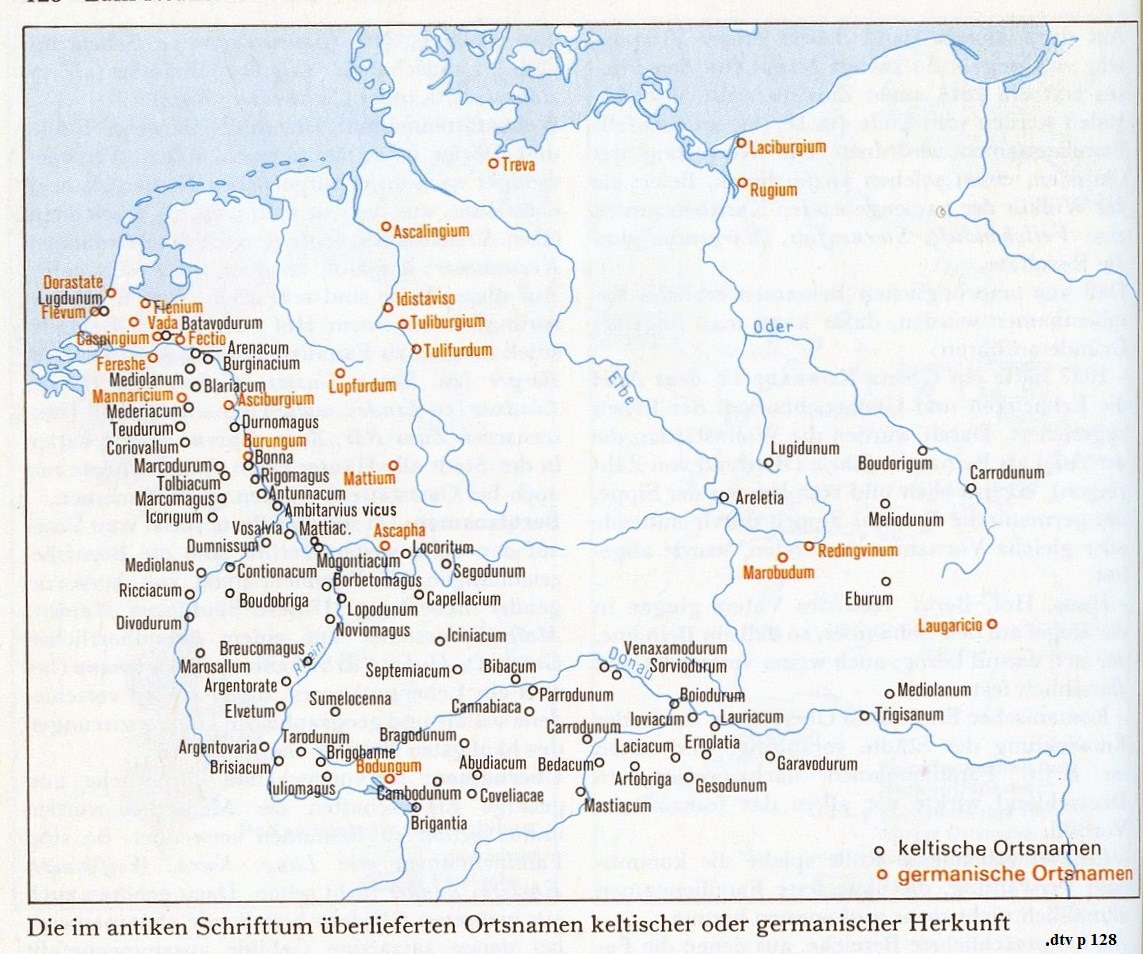 Treva
Laciburgium
Rugium
Ascalingium
Dorastate
Lugdunum
Flevum
Flenium
Idistaviso
Vada
Batavodurum
Tuliburgium
Oder
Caspingium
Fectio
Tulifurdum
Arenacum
Fereshe
Burginacium
Mediolanum
Lupfurdum
Elbe
Blariacum
Mannaricium
Asciburgium
Mederiacum
Teudurum
Durnomagus
Burungum
Coriovallum
Bonna
Lugidunum
Marcodurum
Boudorigum
Rigomagus
Mattium
Tolbiacum
Carro
Marcomagus
Antunnacum
Areletia
Icorigum
Ambitarvius vicus
Meliodunum
Vosavia
Mattiac.
Ascapha
Dumnissum
Locoritum
Redingvinum
Mogontiacum
Mediolanus
Contionacum
Segodunum
Marobudum
Borbetomagus
Ricciacum
Boudobriga
Capellacium
Eburum
Lopodunum
Divodurum
Noviomagus
Laugaricio
Iciniacum
Breucomagus
Rhein
Venaxamodurum
Marosallum
Donau
Sorviodurum
Septemiacum
Bibacum
Argentorate
Mediolanum
Parrodunum
Boiodurum
Sumelocenna
Elvetum
Cannabiaca
Trigisanum
Ioviacum
Lauriacum
Bragodunum
Carrodunum
Tarodunum
Ernolatia
Argentovaria
Laciacum
Brigobanne
Brisiacum
Bodungum
Abudiacum
Bedacum
Garavodurum
Artobriga
Iuliomagus
Gesodunum
Cambodunum
Coveliacae
Mastiacum
Brigantia
keltische Ortsnamen
germanische Ortsnamen
Die im antiken Schrifttum überlieferten Ortsnamen keltischer oder germanischer Herkunft
.dtv p 128